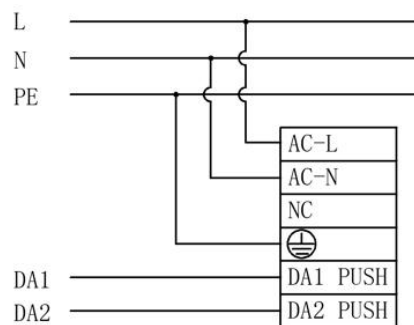 L
N
PE
AC-L
AC-N
NC
DA1 DA1 PUSH
DA2 DA2 PUSH